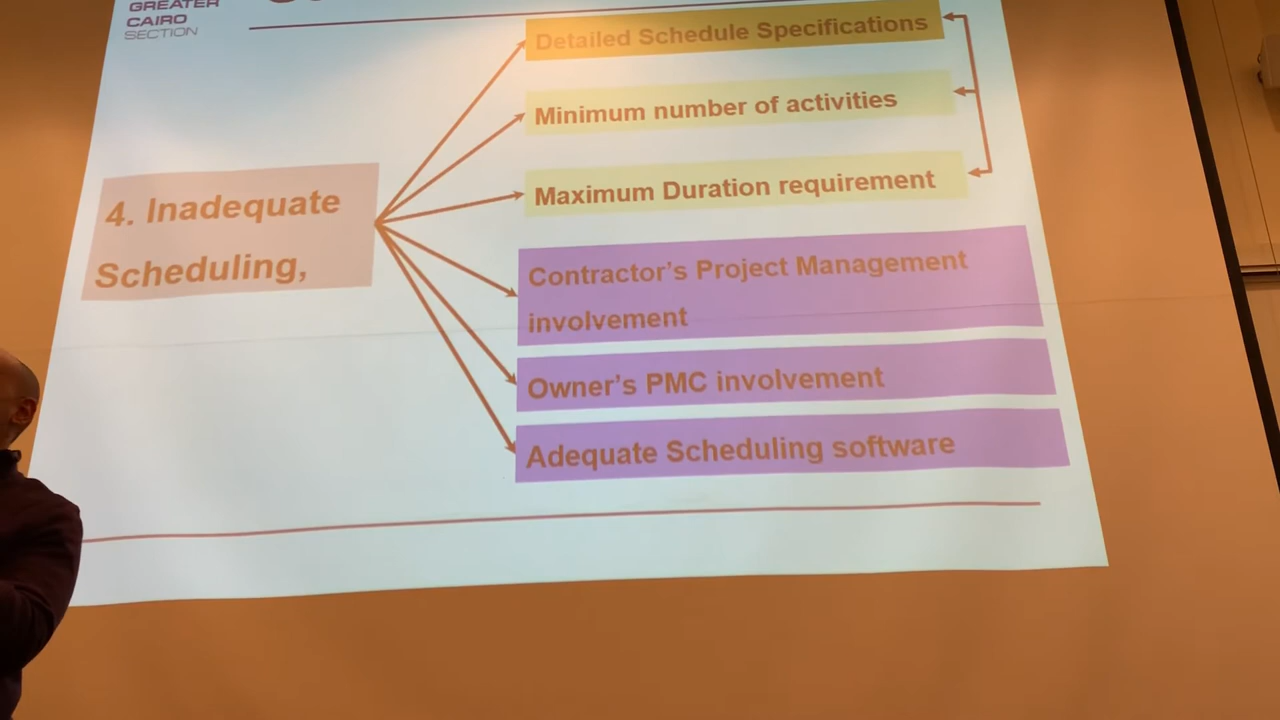 GREATER
CAIRO
SECTION
Detailed Schedule Specifications
Minimum number of activities
Maximum Duration requirement
4. Inadequate
Scheduling,
Contractor's Project Management
involvement
Owner's PMC involvement
Adequate Scheduling software